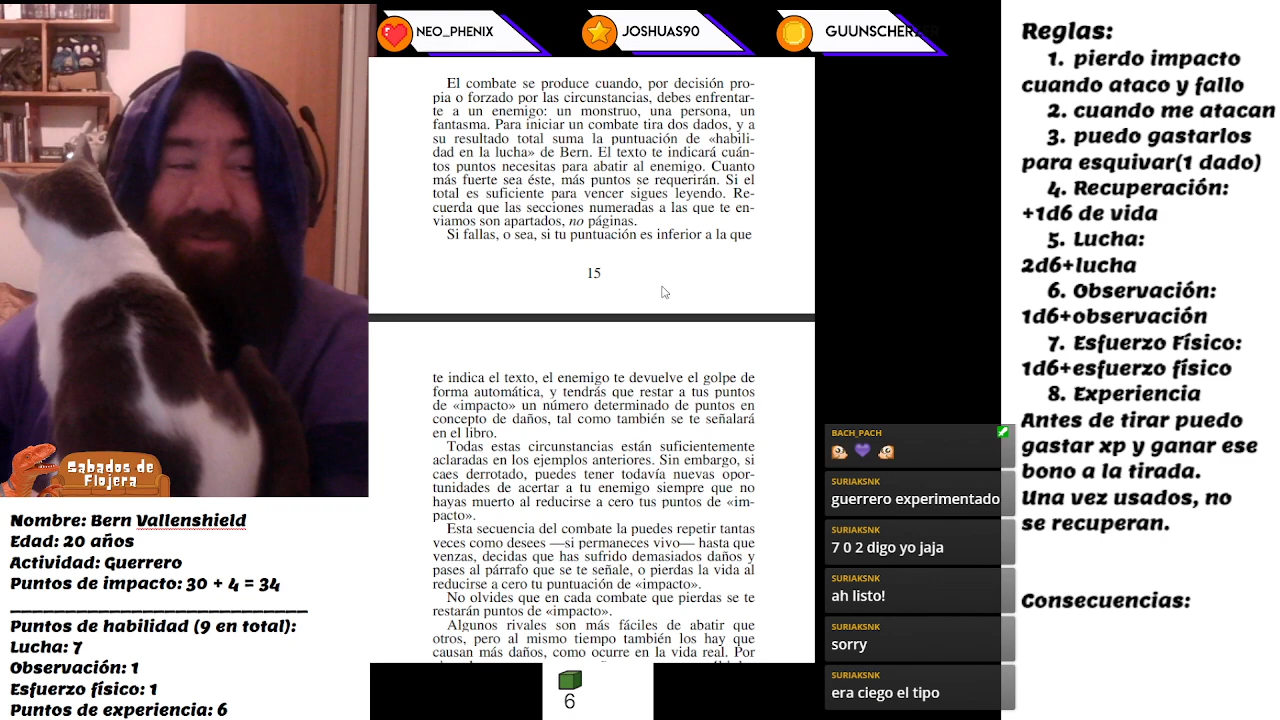 NEO_PHENIX
JOSHUAS90
GUUNSCHERZER
El combate se produce cuando, por decisión pro-
pia o forzado por las circunstancias, debes enfrentar-
te a un enemigo: un monstruo, una persona, un
fantasma. Para iniciar un combate tira dos dados, y a
su resultado total suma la puntuación de «habili-
dad en la lucha» de Bern. El texto te indicará cuán-
tos puntos necesitas para abatir al enemigo. Cuanto
más fuerte sea éste, más puntos se requerirán. Si el
total es suficiente para vencer sigues leyendo. Re-
cuerda que las secciones numeradas a las que te en-
viamos son apartados, no páginas.
Si fallas, o sea, si tu puntuación es inferior a la que
15
te indica el texto, el enemigo te devuelve el golpe de
forma automática, y tendrás que restar a tus puntos
de «impacto» un número determinado de puntos en
concepto de daños, tal como también se te señalará
en el libro.
Todas estas circunstancias están suficientemente
aclaradas en los ejemplos anteriores. Sin embargo, si
caes derrotado, puedes tener todavía nuevas opor-
tunidades de acertar a tu enemigo siempre que no
hayas muerto al reducirse a cero tus puntos de «im-
pacto».
Esta secuencia del combate la puedes repetir tantas
veces como desees —si permaneces vivo— hasta que
venzas, decidas que has sufrido demasiados daños y
pases al párrafo que se te señale, o pierdas la vida al
reducirse a cero tu puntuación de «impacto».
No olvides que en cada combate que pierdas se te
restarán puntos de «impacto».
Algunos rivales son más fáciles de abatir que
otros, pero al mismo tiempo también los hay que
causan más daños, como ocurre en la vida real. Por
6
Sabados de
Flojera
Nombre: Bern Vallenshield
Edad: 20 años
Actividad: Guerrero
Puntos de impacto: 30 + 4 = 34
Puntos de habilidad (9 en total):
Lucha: 7
Observación: 1
Esfuerzo físico: 1
Puntos de experiencia: 6
BACH_PACH
SURIAKSNK
guerrero experimentado
SURIAKSNK
7 0 2 digo yo jaja
SURIAKSNK
ah listo!
SURIAKSNK
sorry
SURIAKSNK
era ciego el tipo
Reglas:
1. pierdo impacto
cuando ataco y fallo
2. cuando me atacan
3. puedo gastarlos
para esquivar(1 dado)
4. Recuperación:
+1d6 de vida
5. Lucha:
2d6+lucha
6. Observación:
1d6+observación
7. Esfuerzo Físico:
1d6+esfuerzo físico
8. Experiencia
Antes de tirar puedo
gastar xp y ganar ese
bono a la tirada.
Una vez usados, no
se recuperan.
Consecuencias: